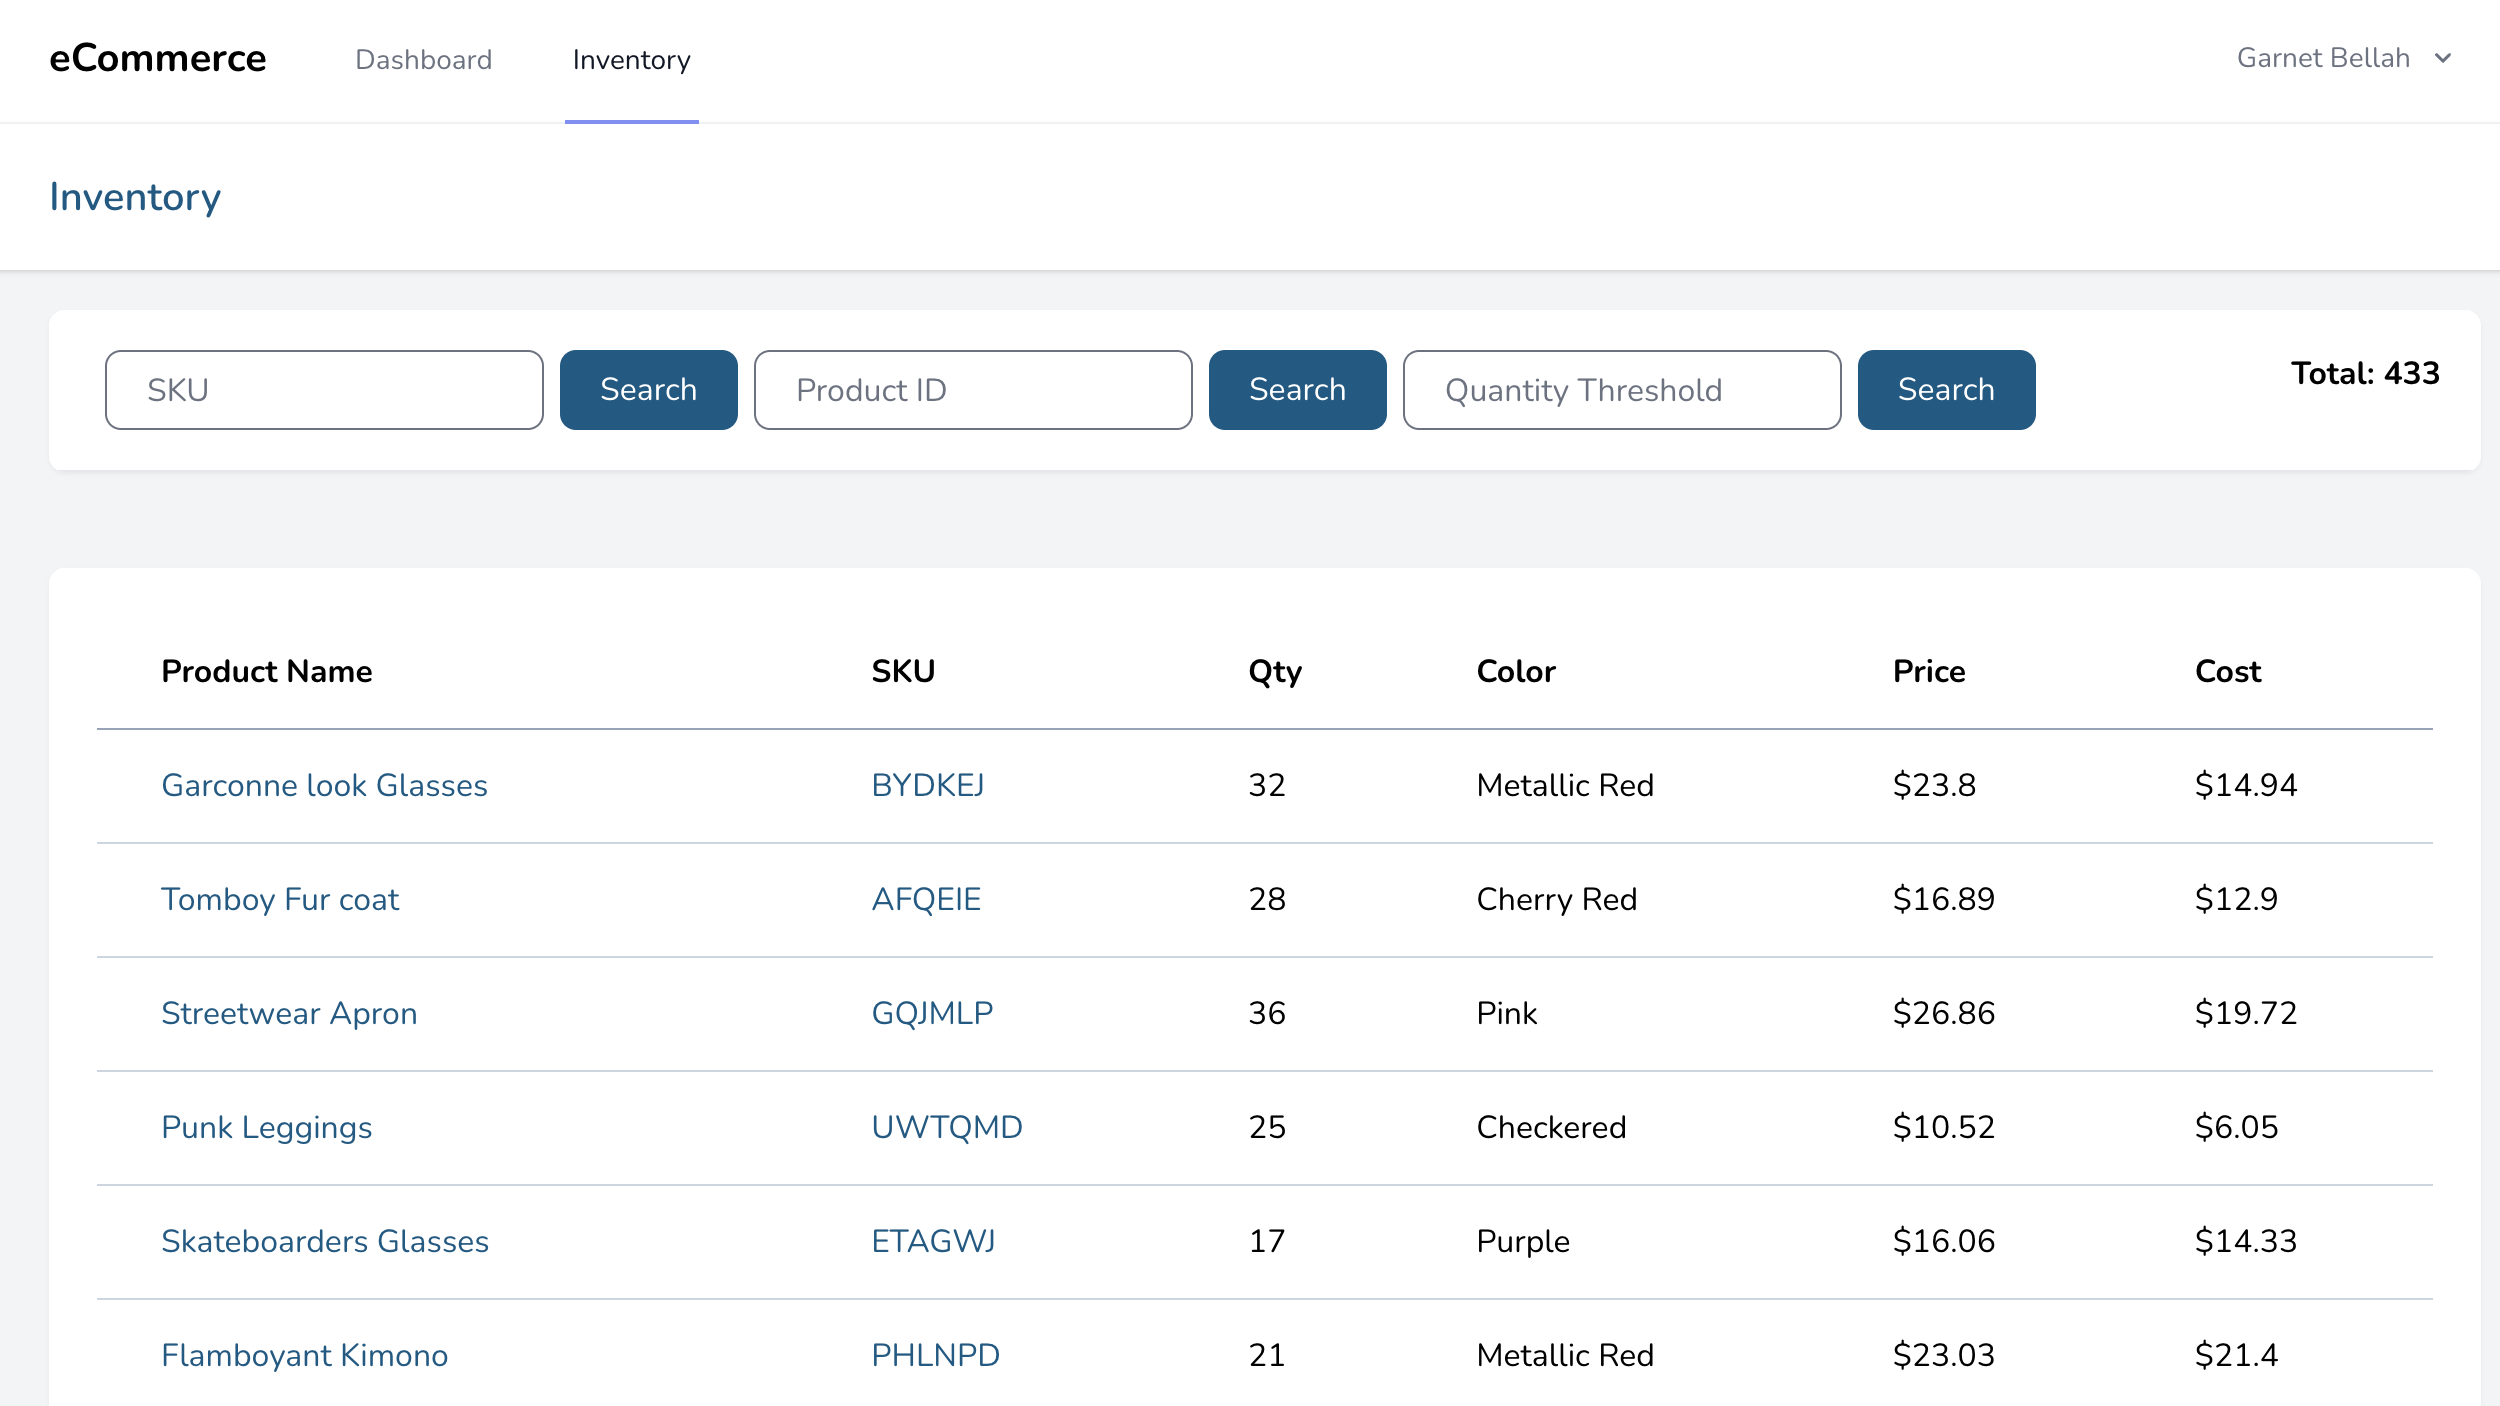 eCommerce Dashboard Inventory Garnet Bellah
Inventory
SKU Search Product ID Search Quantity Threshold Search Total: 433
Product Name SKU Qty Color Price Cost
Garconne look Glasses BYDKEJ 32 Metallic Red $23.8 $14.94
Tomboy Fur coat AFQEIE 28 Cherry Red $16.89 $12.9
Streetwear Apron GQJMLP 36 Pink $26.86 $19.72
Punk Leggings UWTQMD 25 Checkered $10.52 $6.05
Skateboarders Glasses ETAGWJ 17 Purple $16.06 $14.33
Flamboyant Kimono PHLNPD 21 Metallic Red $23.03 $21.4